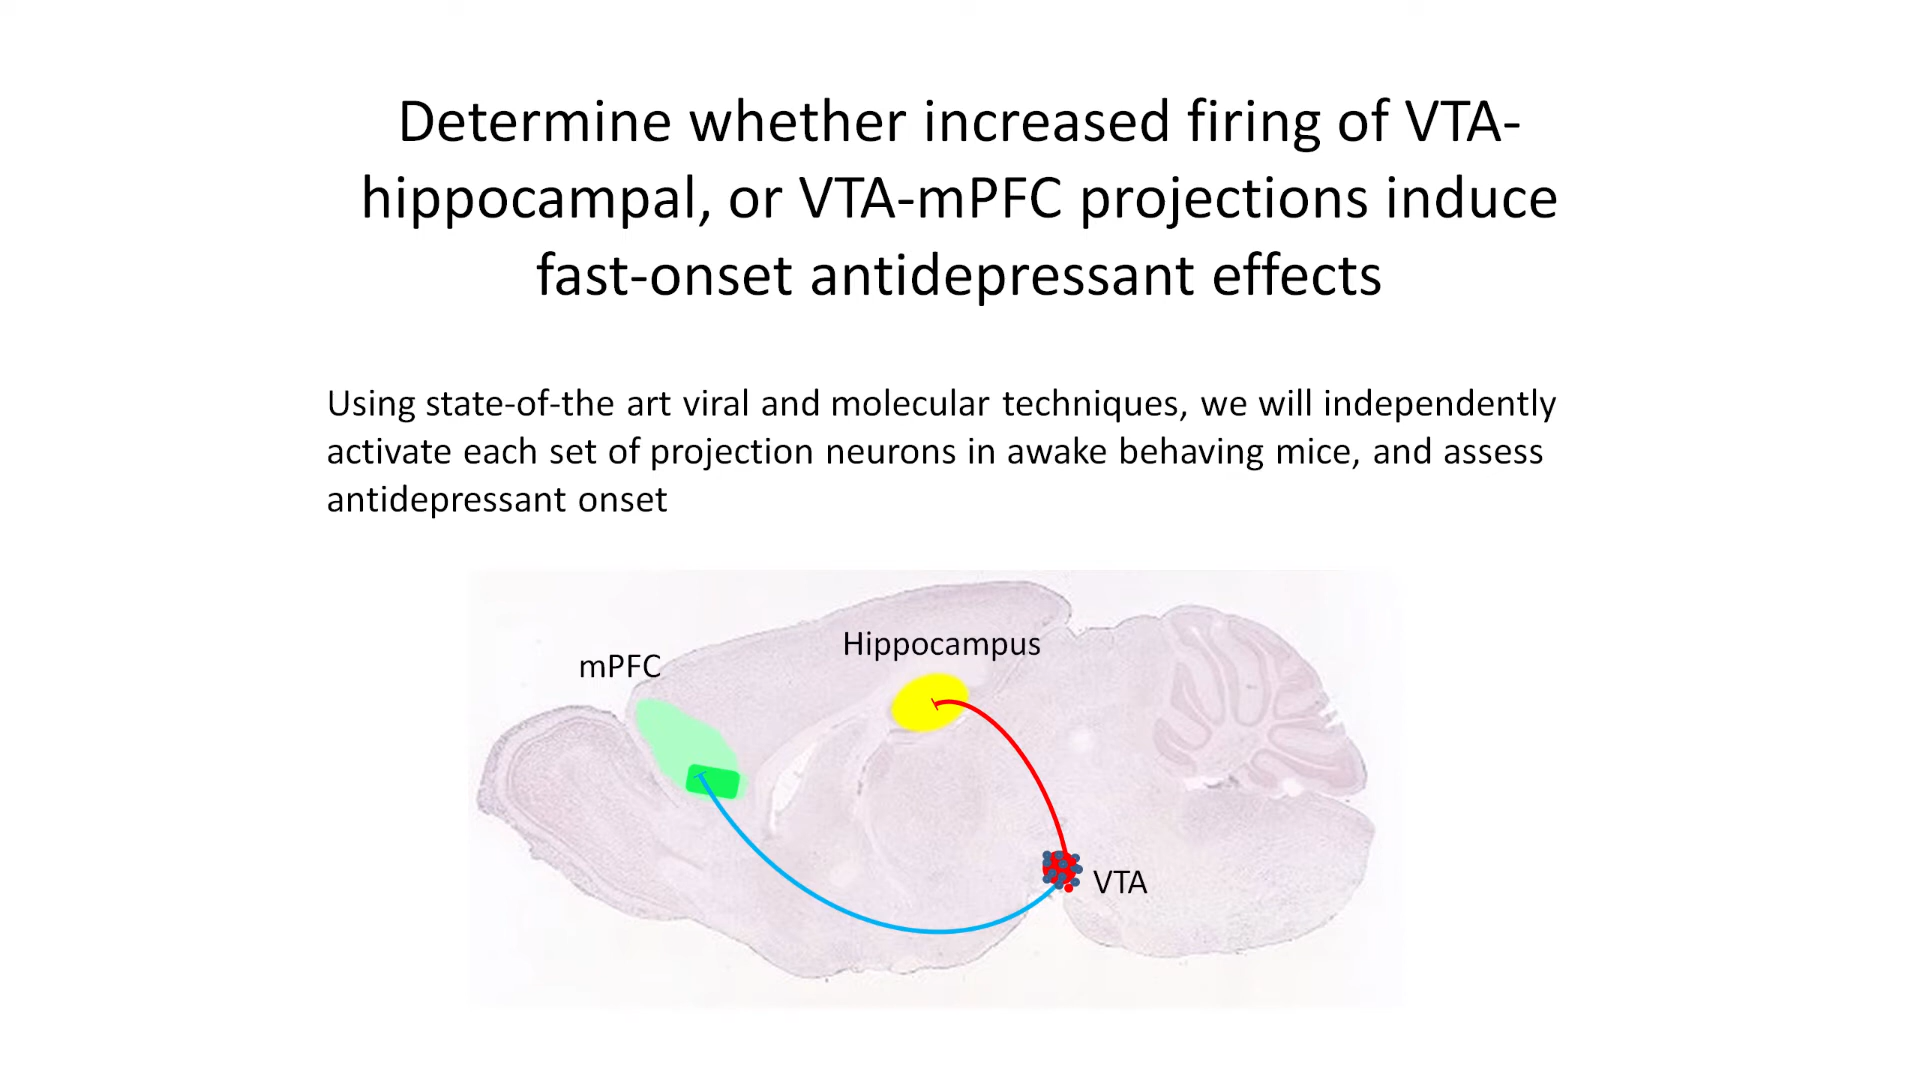 Determine whether increased firing of VTA-
hippocampal, or VTA-mPFC projections induce
fast-onset antidepressant effects
Using state-of-the art viral and molecular techniques, we will independently
activate each set of projection neurons in awake behaving mice, and assess
antidepressant onset
Hippocampus
mPFC
VTA